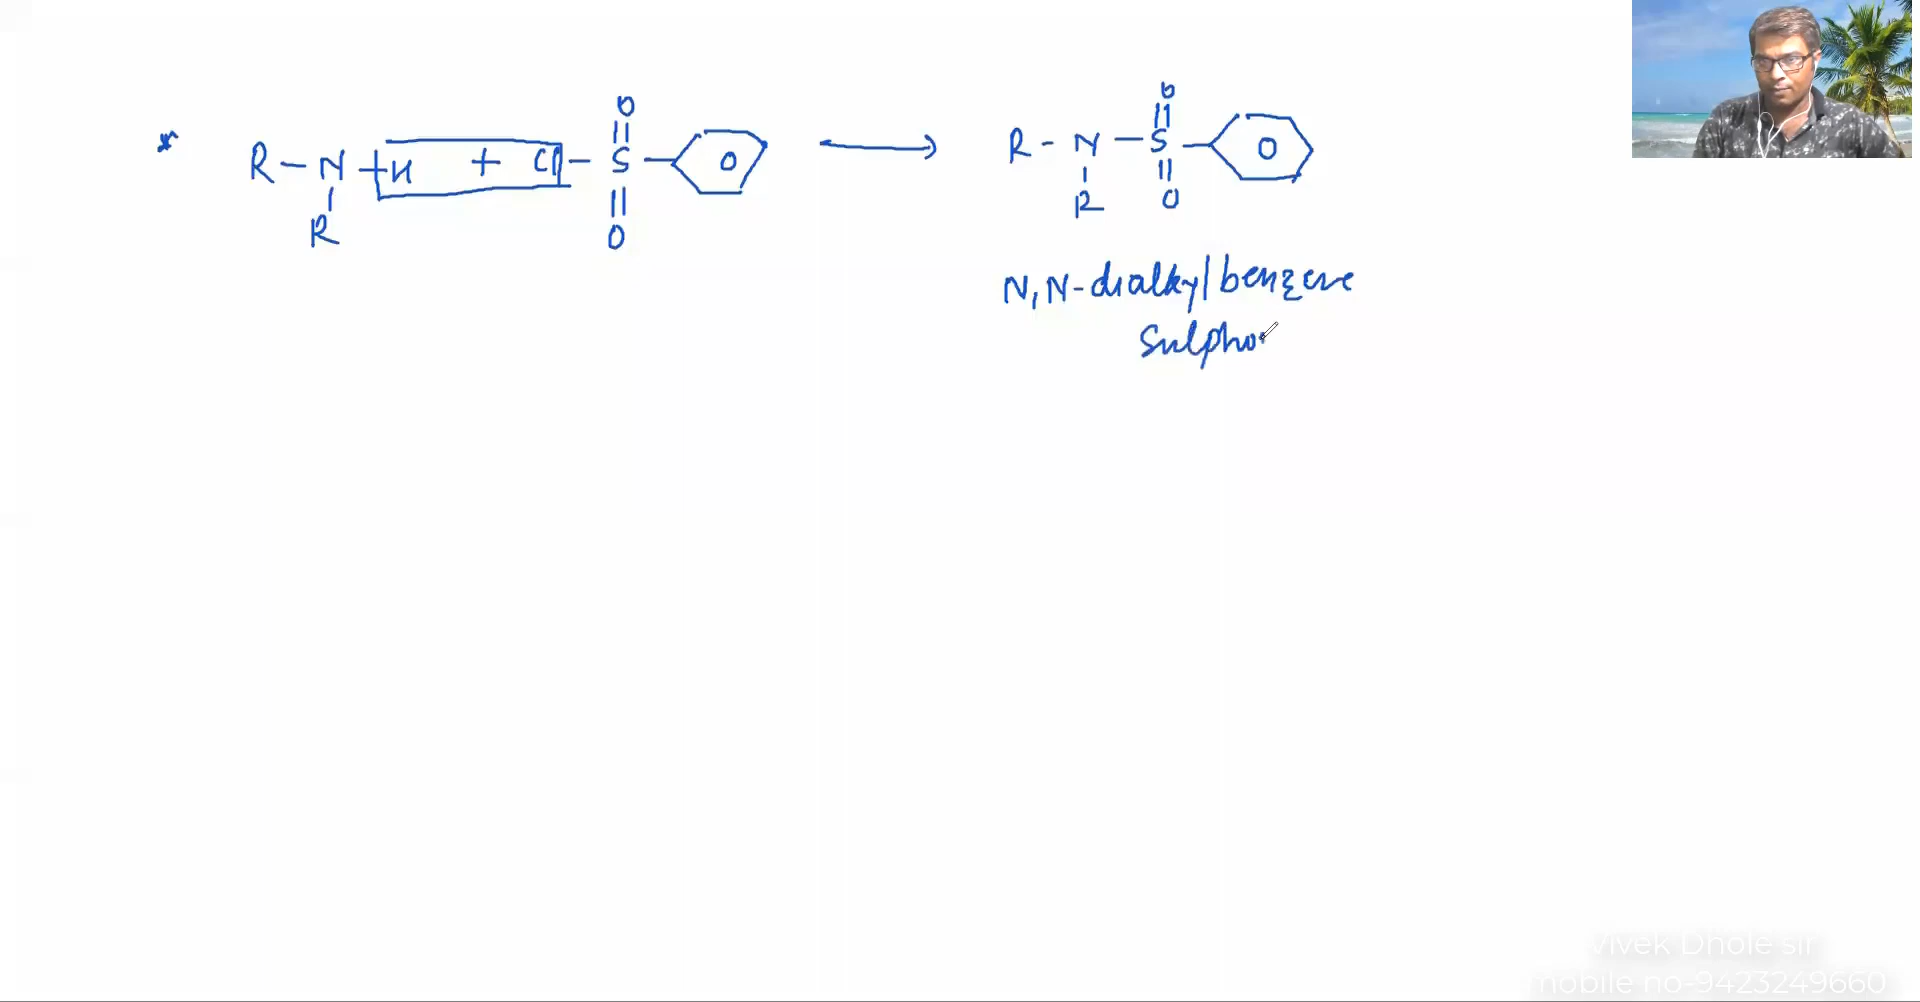 *
O O
R - N + H + Cl - S - O → R - N - S - O
R O R O
N,N-dialkyl benzene
Sulpho
Vivek Dhole sir
mobile no-9423249660